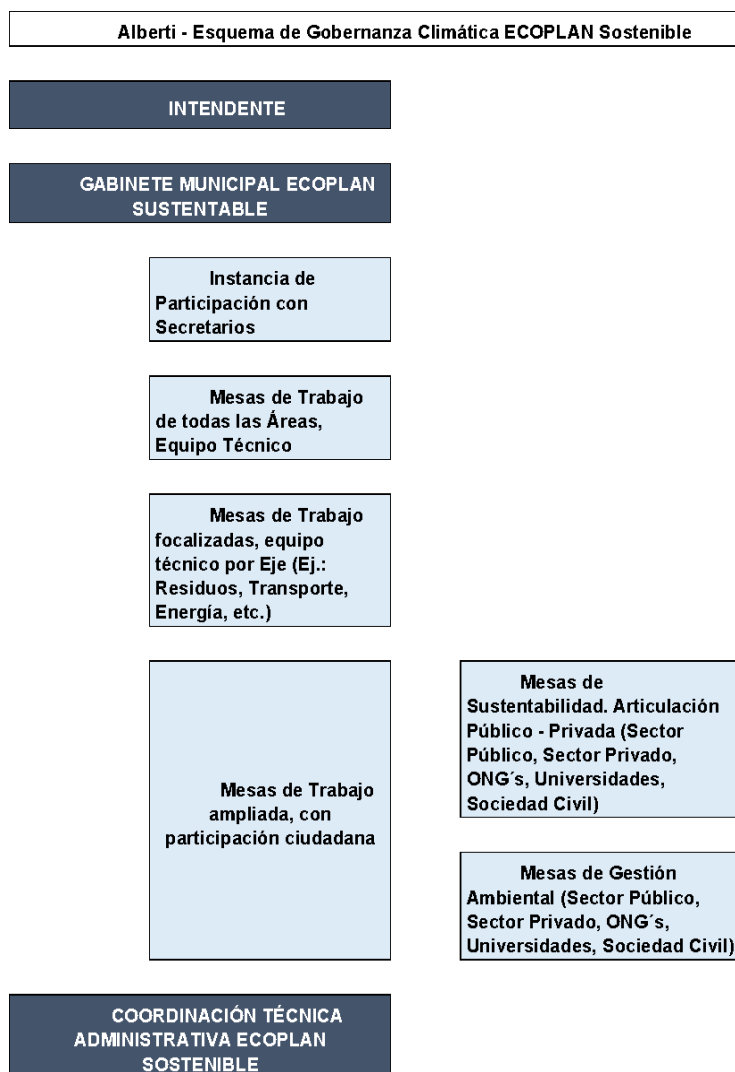 Alberti - Esquema de Gobernanza Climática ECOPLAN Sostenible
INTENDENTE
GABINETE MUNICIPAL ECOPLAN
SUSTENTABLE
Instancia de
Participación con
Secretarios
Mesas de Trabajo
de todas las Áreas,
Equipo Técnico
Mesas de Trabajo
focalizadas, equipo
técnico por Eje (Ej.:
Residuos, Transporte,
Energía, etc.)
Mesas de Trabajo
ampliada, con
participación ciudadana
Mesas de
Sustentabilidad. Articulación
Público - Privada (Sector
Público, Sector Privado,
ONG´s, Universidades,
Sociedad Civil)
Mesas de Gestión
Ambiental (Sector Público,
Sector Privado, ONG´s,
Universidades, Sociedad Civil)
COORDINACIÓN TÉCNICA
ADMINISTRATIVA ECOPLAN
SOSTENIBLE